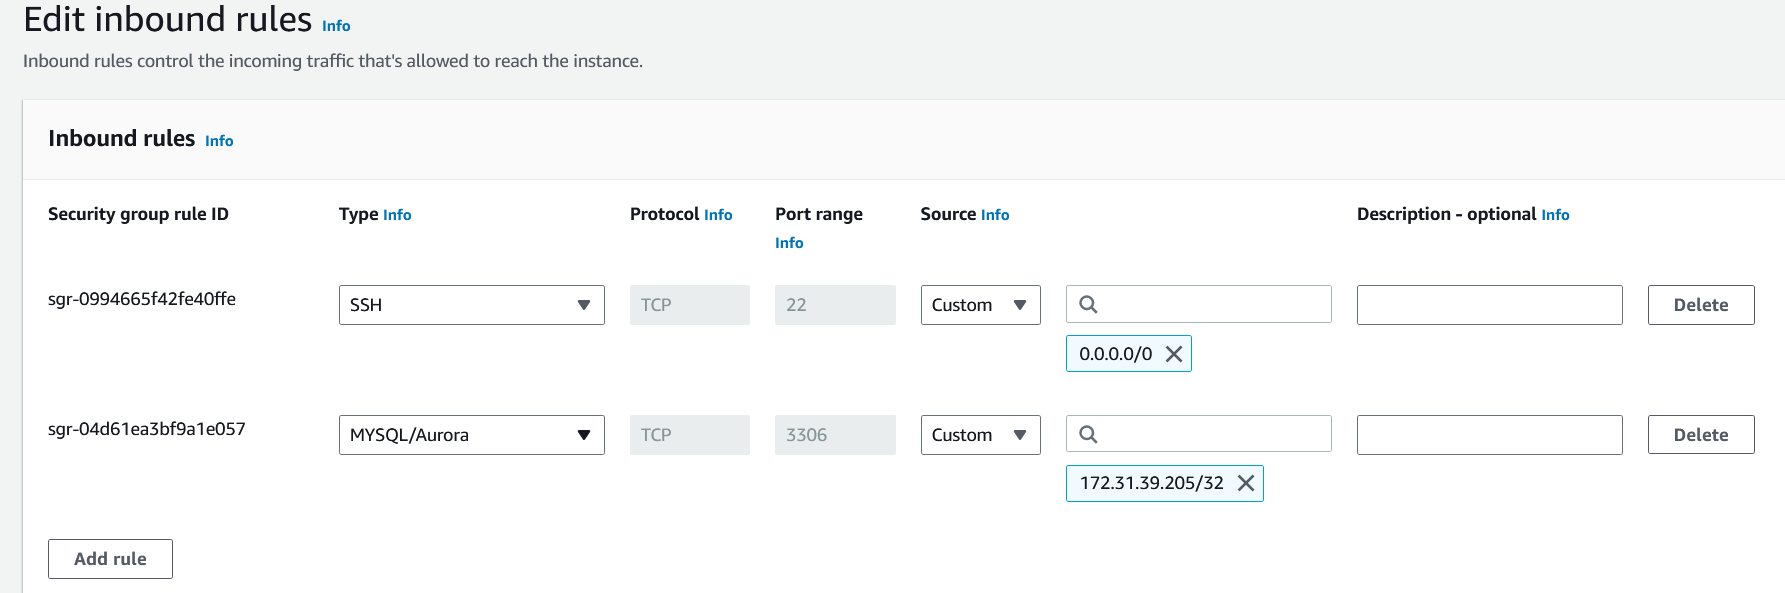 Edit inbound rules Info
Inbound rules control the incoming traffic that's allowed to reach the instance.
Inbound rules Info
Security group rule ID Type Info Protocol Info Port range Info Source Info Description - optional Info
sgr-0994665f42fe40ffe SSH TCP 22 Custom Delete
0.0.0.0/0
sgr-04d61ea3bf9a1e057 MYSQL/Aurora TCP 3306 Custom Delete
172.31.39.205/32
Add rule